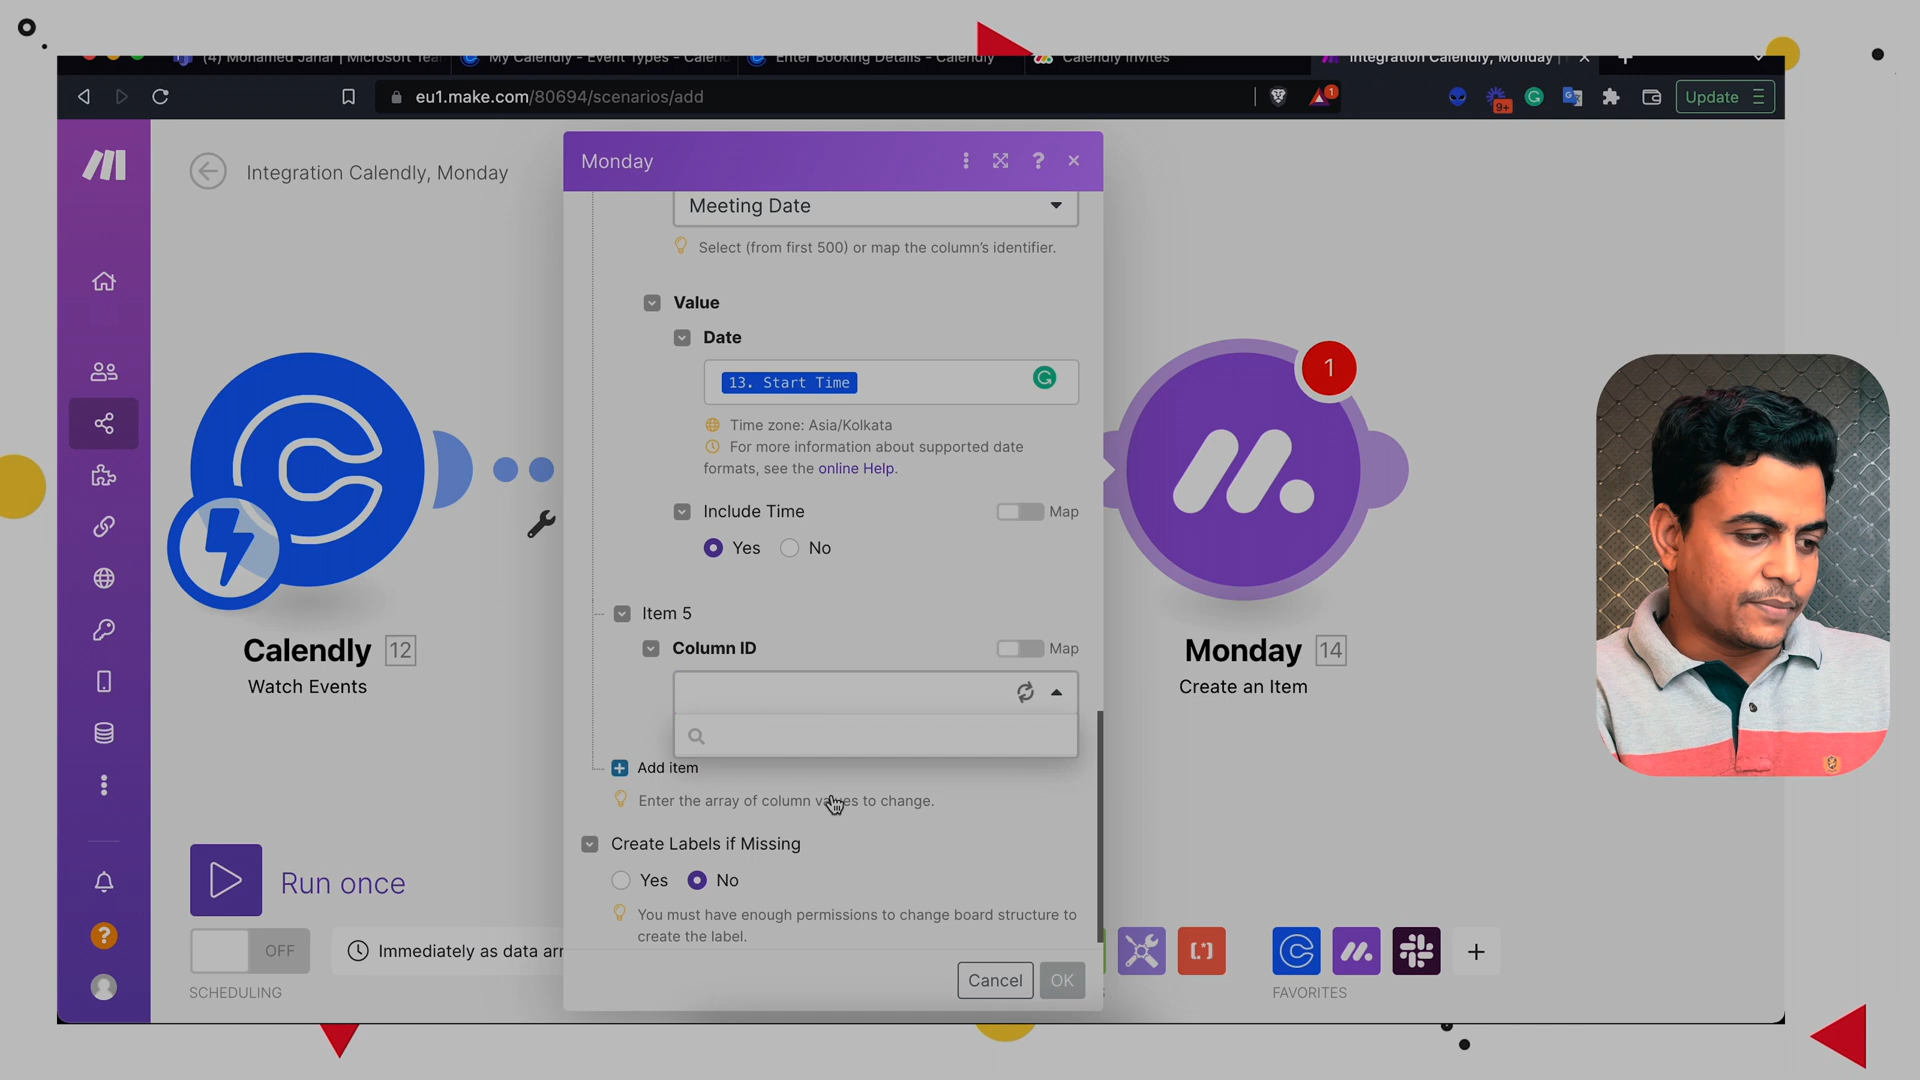 (4) Mohamed Jahar | Microsoft Tea
My Calendly - Event Types - Calend
Enter Booking Details - Calendly
Calendly Invites
Integration Calendly, Monday |
eu1.make.com/80694/scenarios/add
1
9+
Update
Integration Calendly, Monday
Monday
Meeting Date
Select (from first 500) or map the column's identifier.
Value
Date
13. Start Time
Time zone: Asia/Kolkata
For more information about supported date
formats, see the online Help.
Include Time
Map
Yes
No
Item 5
Column ID
Map
Add item
Enter the array of column values to change.
Create Labels if Missing
Yes
No
You must have enough permissions to change board structure to
create the label.
Cancel
OK
Calendly 12
Watch Events
1
Monday 14
Create an Item
Run once
OFF
Immediately as data arr
SCHEDULING
FAVORITES